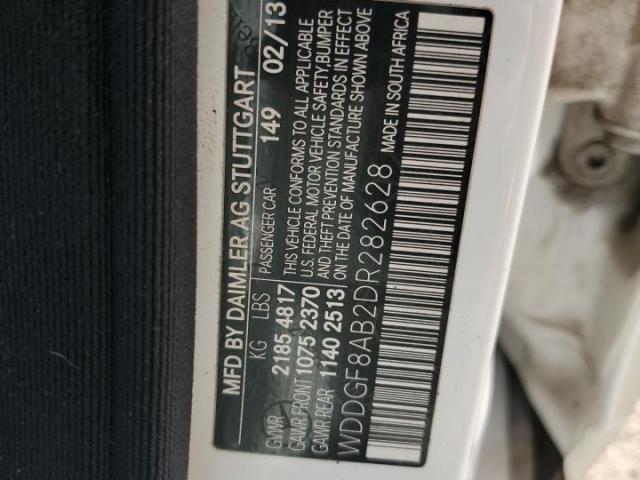 MFD BY DAIMLER AG STUTTGART
KG LBS PASSENGER CAR 149 02/13
GVWR 2185 4817 THIS VEHICLE CONFORMS TO ALL APPLICABLE
GAWR FRONT 1075 2370 U.S. FEDERAL MOTOR VEHICLE SAFETY,BUMPER
GAWR REAR 1140 2513 AND THEFT PREVENTION STANDARDS IN EFFECT
ON THE DATE OF MANUFACTURE SHOWN ABOVE
WDDGF8AB2DR282628 MADE IN SOUTH AFRICA